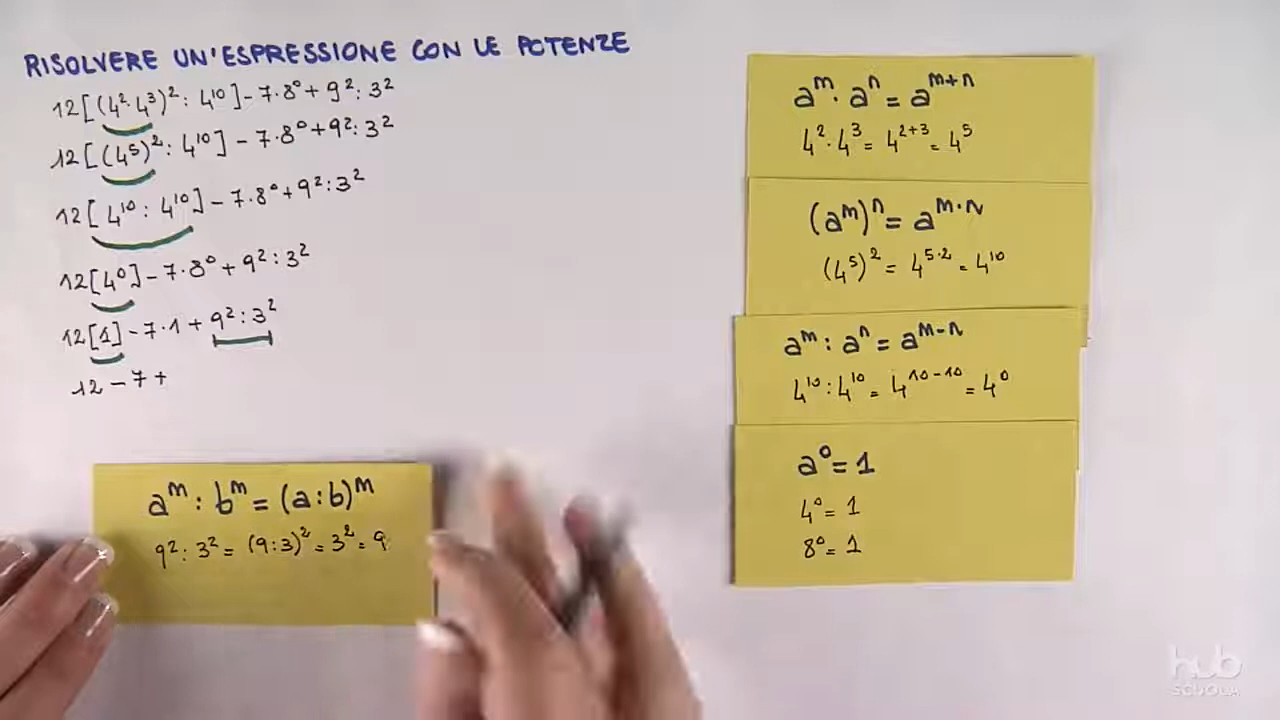 RISOLVERE UN'ESPRESSIONE CON LE POTENZE
12[(4²·4³)² : 4¹⁰] - 7·8⁰ + 9² : 3²
12[(4⁵)² : 4¹⁰] - 7·8⁰ + 9² : 3²
12[4¹⁰ : 4¹⁰] - 7·8⁰ + 9² : 3²
12[4⁰] - 7·8⁰ + 9² : 3²
12[1] - 7·1 + 9² : 3²
12 - 7 +
aᵐ : bᵐ = (a : b)ᵐ
9² : 3² = (9:3)² = 3² = 9
aᵐ · aⁿ = aᵐ⁺ⁿ
4² · 4³ = 4²⁺³ = 4⁵
(aᵐ)ⁿ = aᵐ·ⁿ
(4⁵)² = 4⁵·² = 4¹⁰
aᵐ : aⁿ = aᵐ⁻ⁿ
4¹⁰ : 4¹⁰ = 4¹⁰⁻¹⁰ = 4⁰
a⁰ = 1
4⁰ = 1
8⁰ = 1
hub
SCUOLA